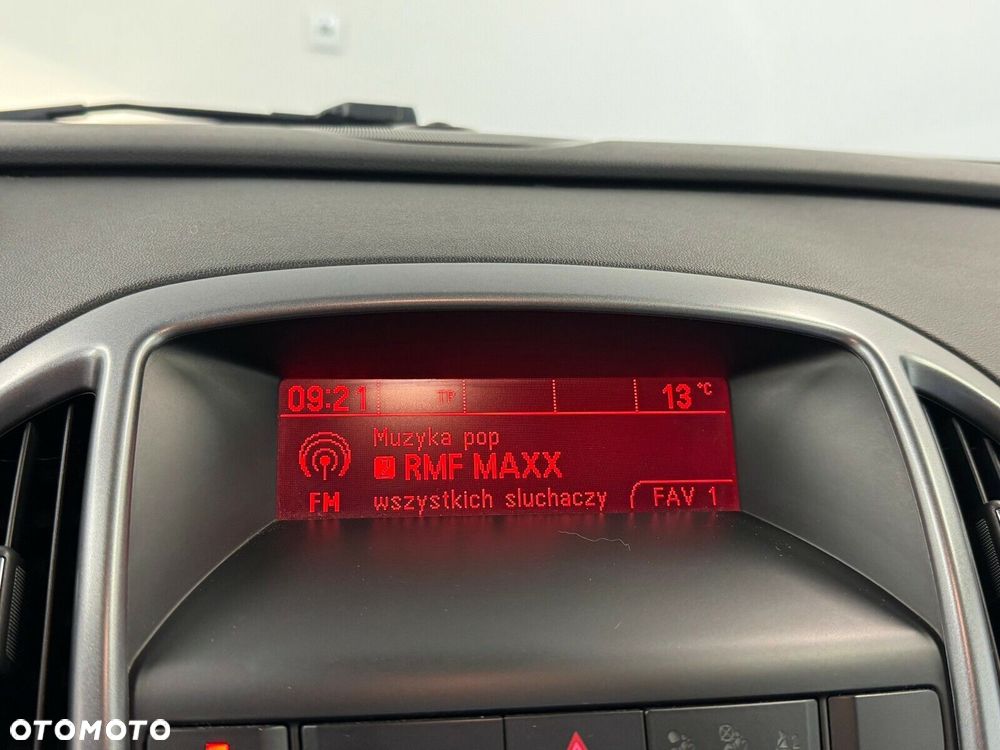 09:21 TP 13 °C
Muzyka pop
RMF MAXX
FM wszystkich sluchaczy FAV 1
OTOMOTO